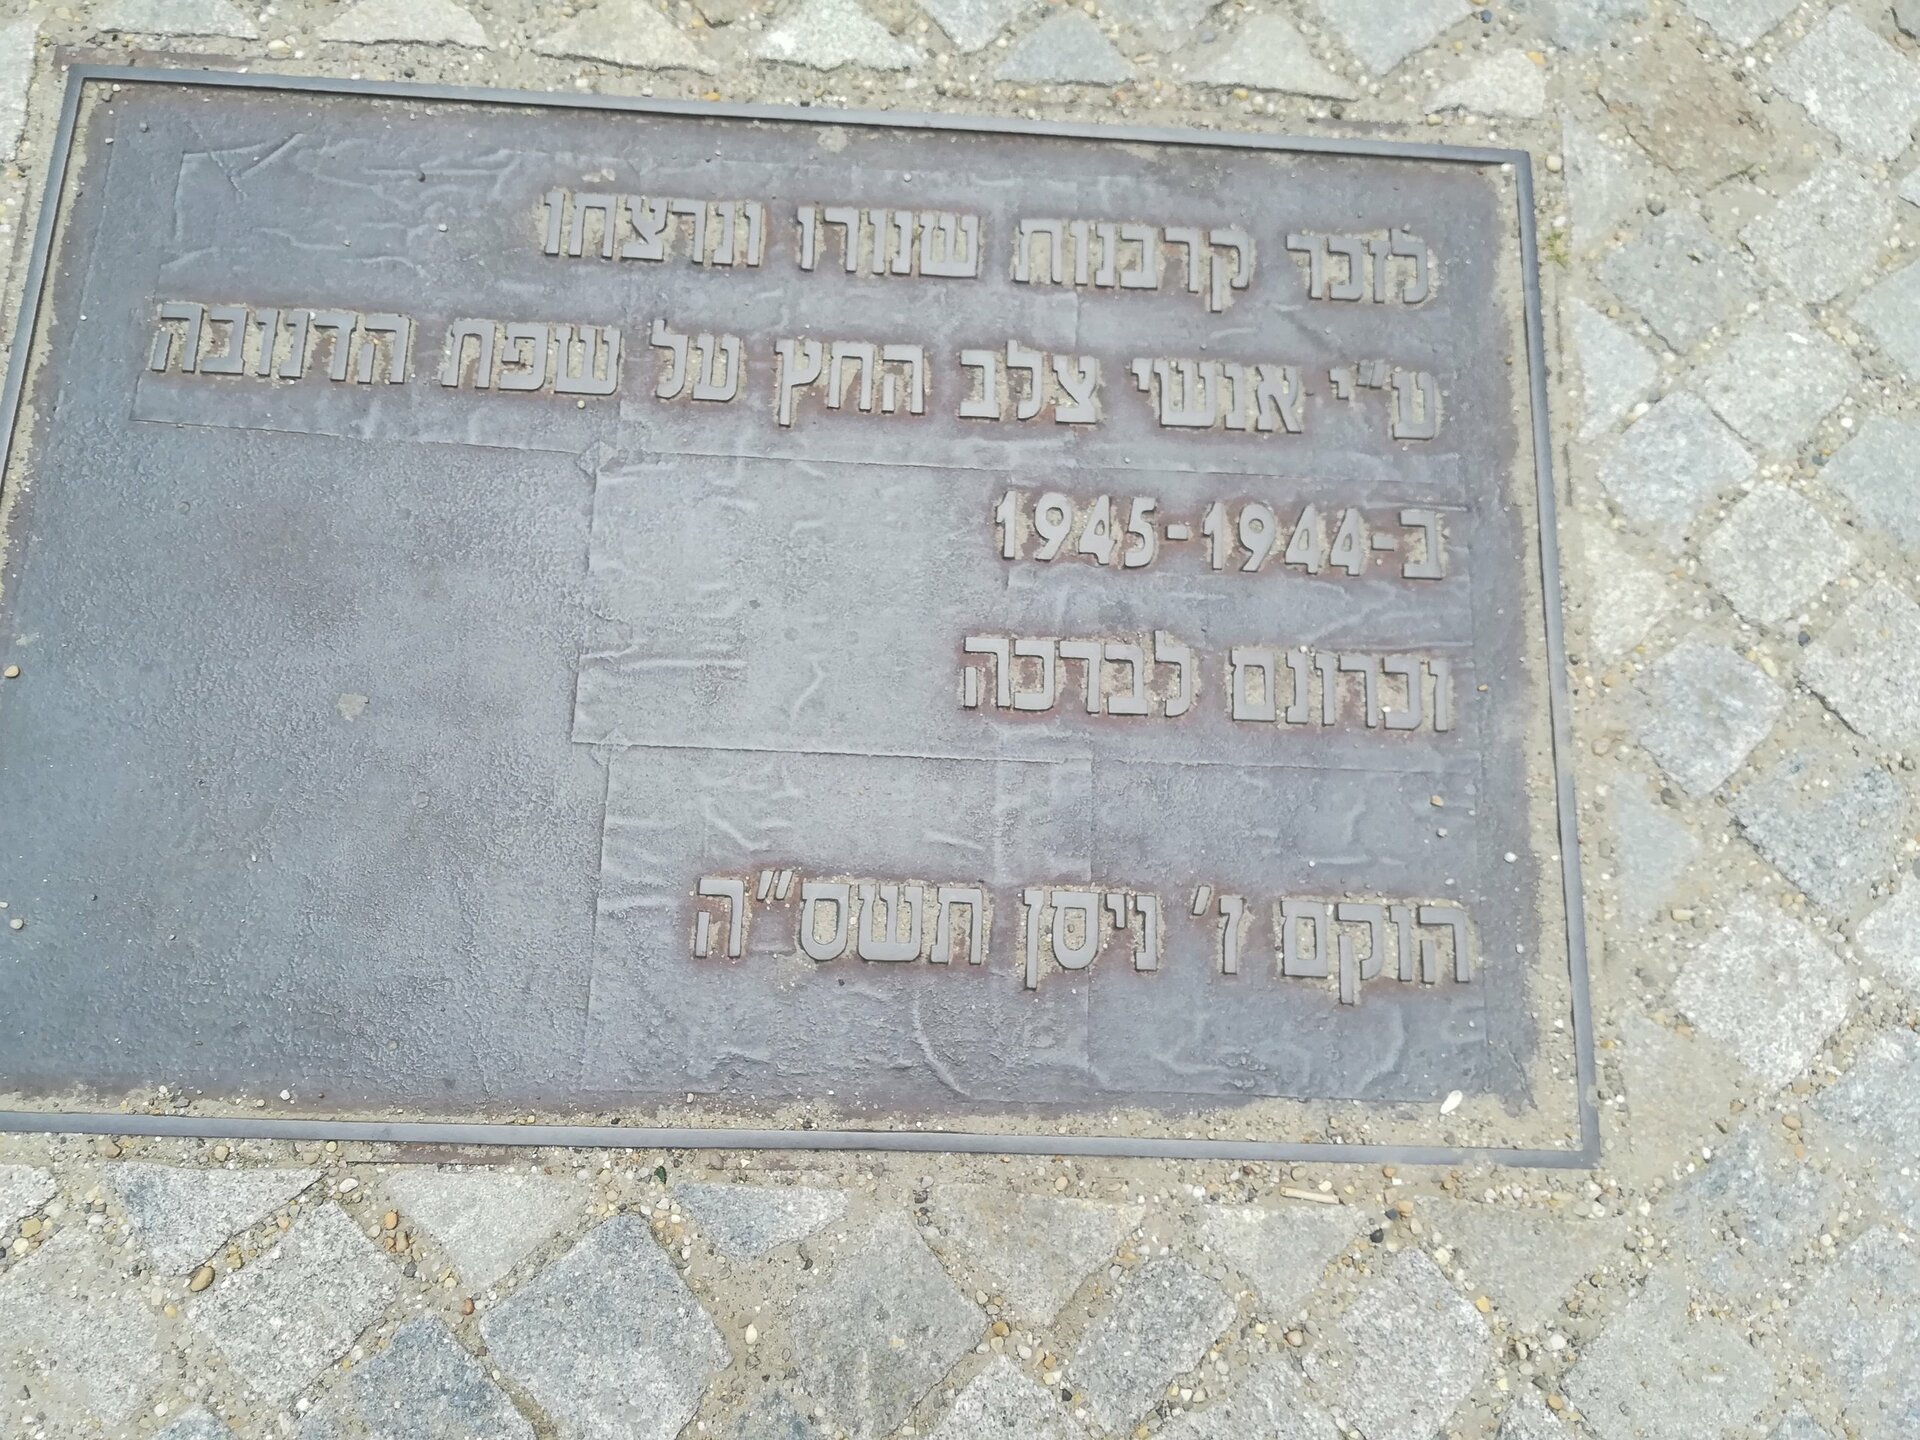 לזכר קרבנות שנורו ונרצחו
ע״י אנשי צלב החץ על שפת הדנובה
ב-1944-1945
זכרונם לברכה
הוקם ז׳ ניסן תשס״ה